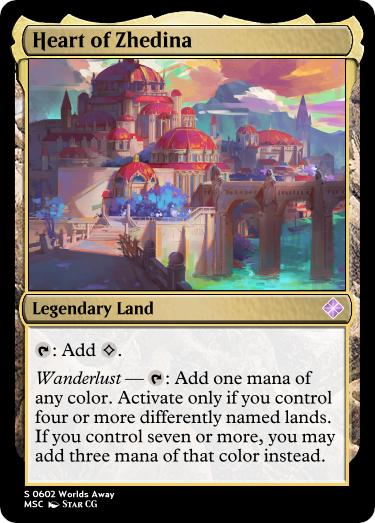 Heart of Zhedina
Legendary Land
: Add .
Wanderlust — : Add one mana of
any color. Activate only if you control
four or more differently named lands.
If you control seven or more, you may
add three mana of that color instead.
S 0602 Worlds Away
MSC Star CG